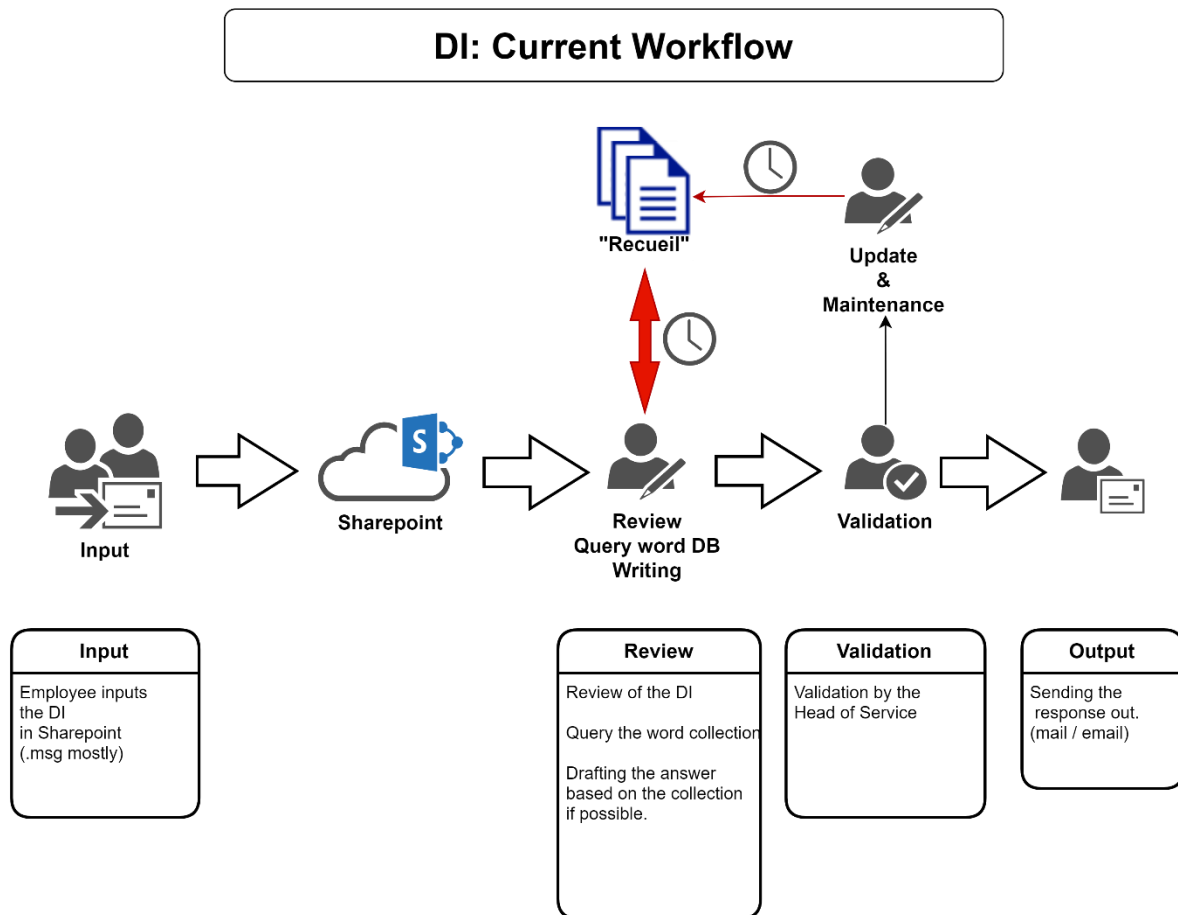 DI: Current Workflow
"Recueil"
Update
&
Maintenance
S
Input
Sharepoint
Review
Query word DB
Writing
Validation
Input
Employee inputs
the DI
in Sharepoint
(.msg mostly)
Review
Review of the DI
Query the word collection
Drafting the answer
based on the collection
if possible.
Validation
Validation by the
Head of Service
Output
Sending the
response out.
(mail / email)